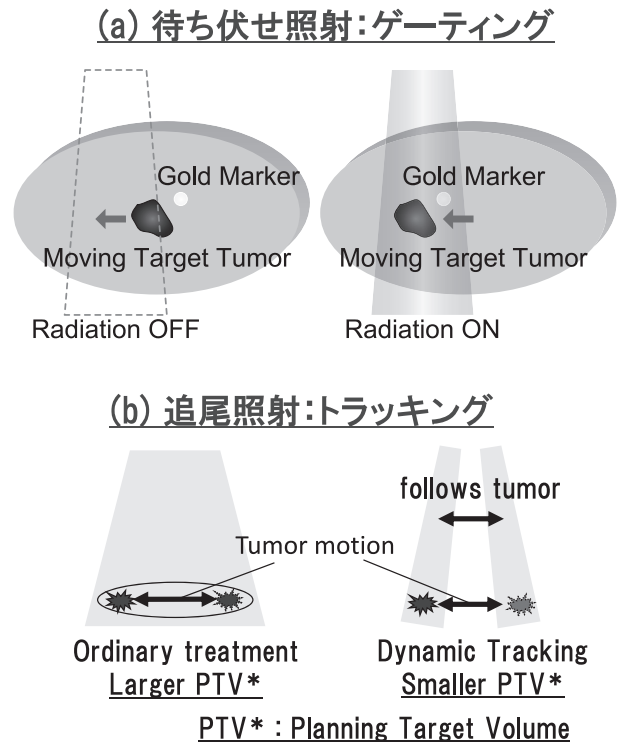 (a) 待ち伏せ照射:ゲーティング
Gold Marker
Moving Target Tumor
Radiation OFF
Gold Marker
Moving Target Tumor
Radiation ON
(b) 追尾照射:トラッキング
follows tumor
Tumor motion
Ordinary treatment
Larger PTV*
Dynamic Tracking
Smaller PTV*
PTV* : Planning Target Volume